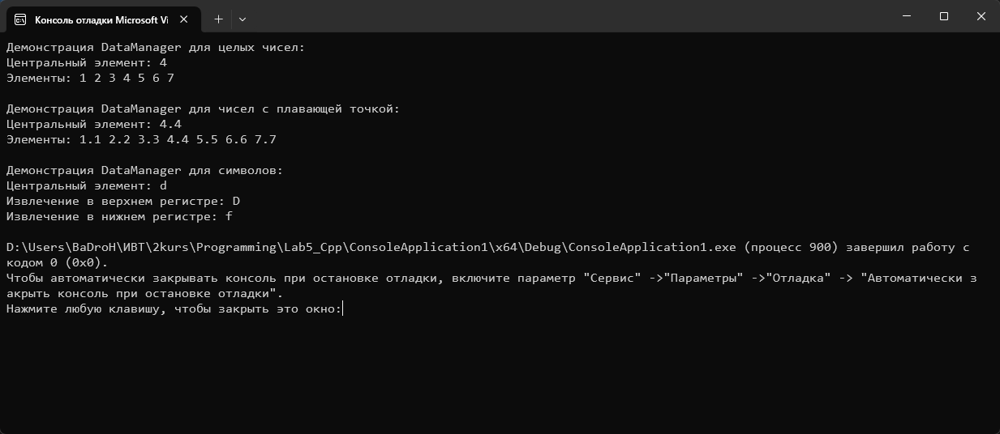 Консоль отладки Microsoft Vi
Демонстрация DataManager для целых чисел:
Центральный элемент: 4
Элементы: 1 2 3 4 5 6 7
Демонстрация DataManager для чисел с плавающей точкой:
Центральный элемент: 4.4
Элементы: 1.1 2.2 3.3 4.4 5.5 6.6 7.7
Демонстрация DataManager для символов:
Центральный элемент: d
Извлечение в верхнем регистре: D
Извлечение в нижнем регистре: f
D:\Users\BaDroH\ИВТ\2kurs\Programming\Lab5_Cpp\ConsoleApplication1\x64\Debug\ConsoleApplication1.exe (процесс 900) завершил работу с
кодом 0 (0x0).
Чтобы автоматически закрывать консоль при остановке отладки, включите параметр "Сервис" ->"Параметры" ->"Отладка" -> "Автоматически з
акрыть консоль при остановке отладки".
Нажмите любую клавишу, чтобы закрыть это окно: